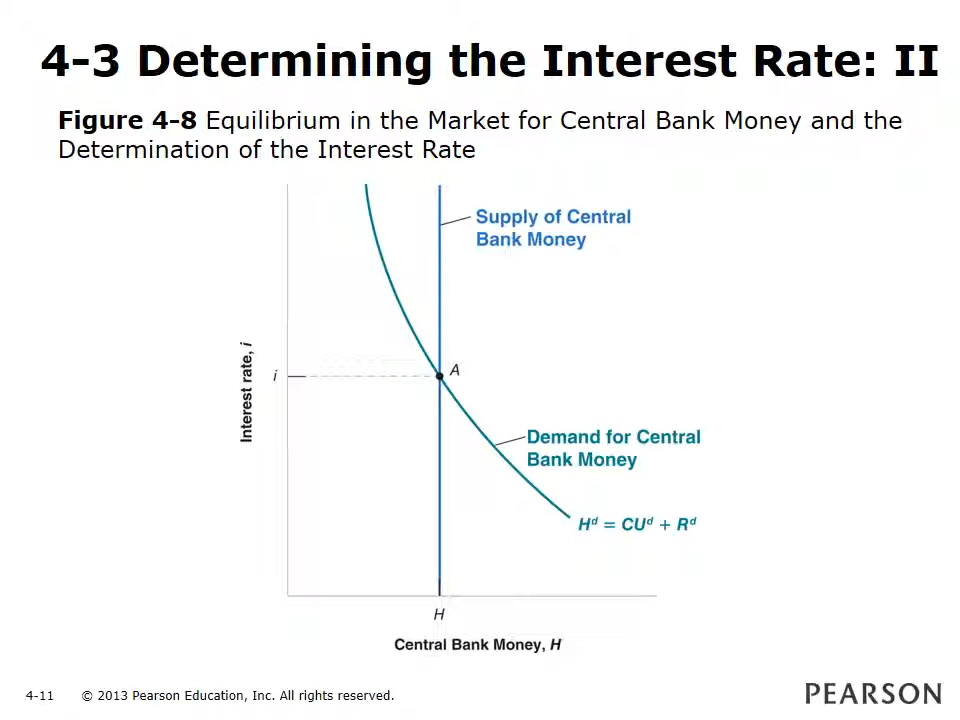 4-3 Determining the Interest Rate: II
Figure 4-8 Equilibrium in the Market for Central Bank Money and the
Determination of the Interest Rate
Supply of Central
Bank Money
Interest rate, i
i
A
Demand for Central
Bank Money
Hᵈ = CUᵈ + Rᵈ
H
Central Bank Money, H
4-11 © 2013 Pearson Education, Inc. All rights reserved.
PEARSON